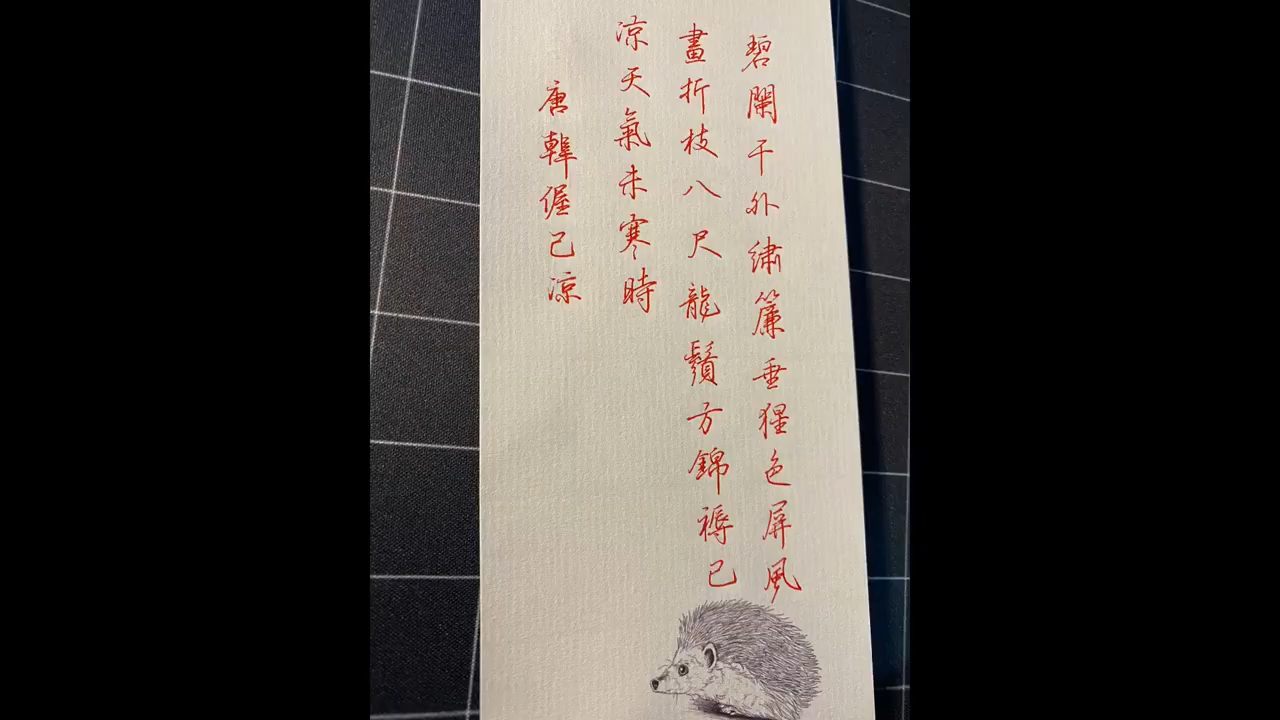 碧闌干外繡簾垂猩色屏風
畫折枝八尺龍鬚方錦褥已
涼天氣未寒時
唐韓偓已涼